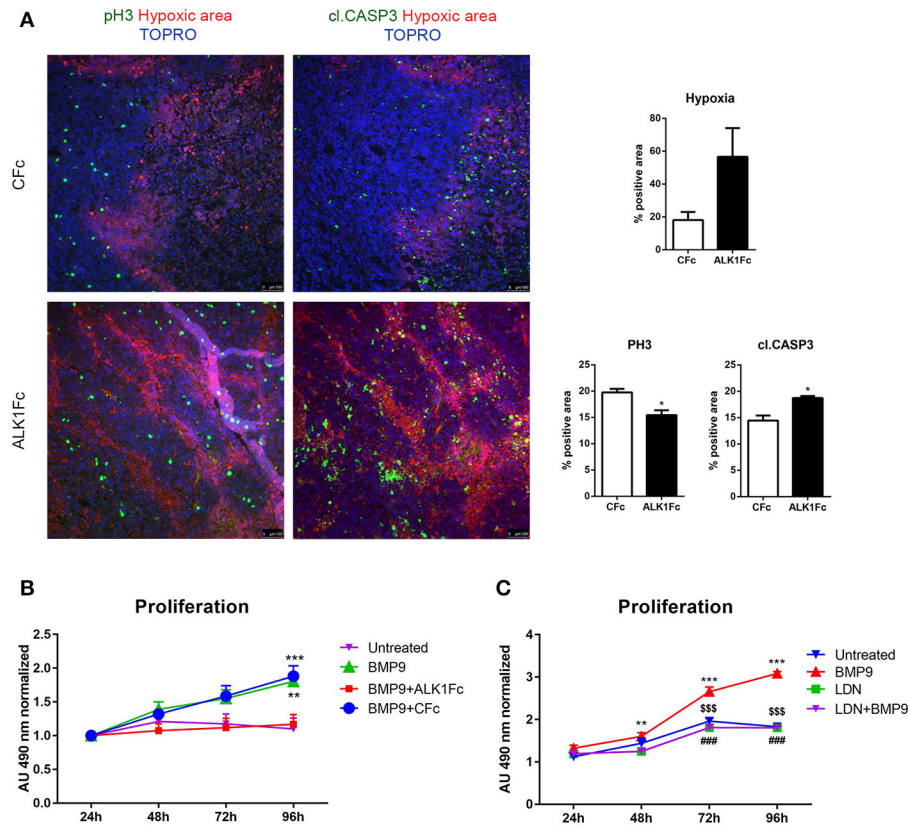 A
pH3 Hypoxic area
TOPRO
cl.CASP3 Hypoxic area
TOPRO
CFc
ALK1Fc
Hypoxia
% positive area
80
60
40
20
0
CFc
ALK1Fc
PH3
% positive area
25
20
15
10
5
0
*
CFc
ALK1Fc
cl.CASP3
% positive area
25
20
15
10
5
0
*
CFc
ALK1Fc
B
Proliferation
AU 490 nm normalized
2.5
2.0
1.5
1.0
0.5
0.0
***
**
24h
48h
72h
96h
Untreated
BMP9
BMP9+ALK1Fc
BMP9+CFc
C
Proliferation
AU 490 nm normalized
4
3
2
1
0
**
***
***
$$$
$$$
###
###
24h
48h
72h
96h
Untreated
BMP9
LDN
LDN+BMP9